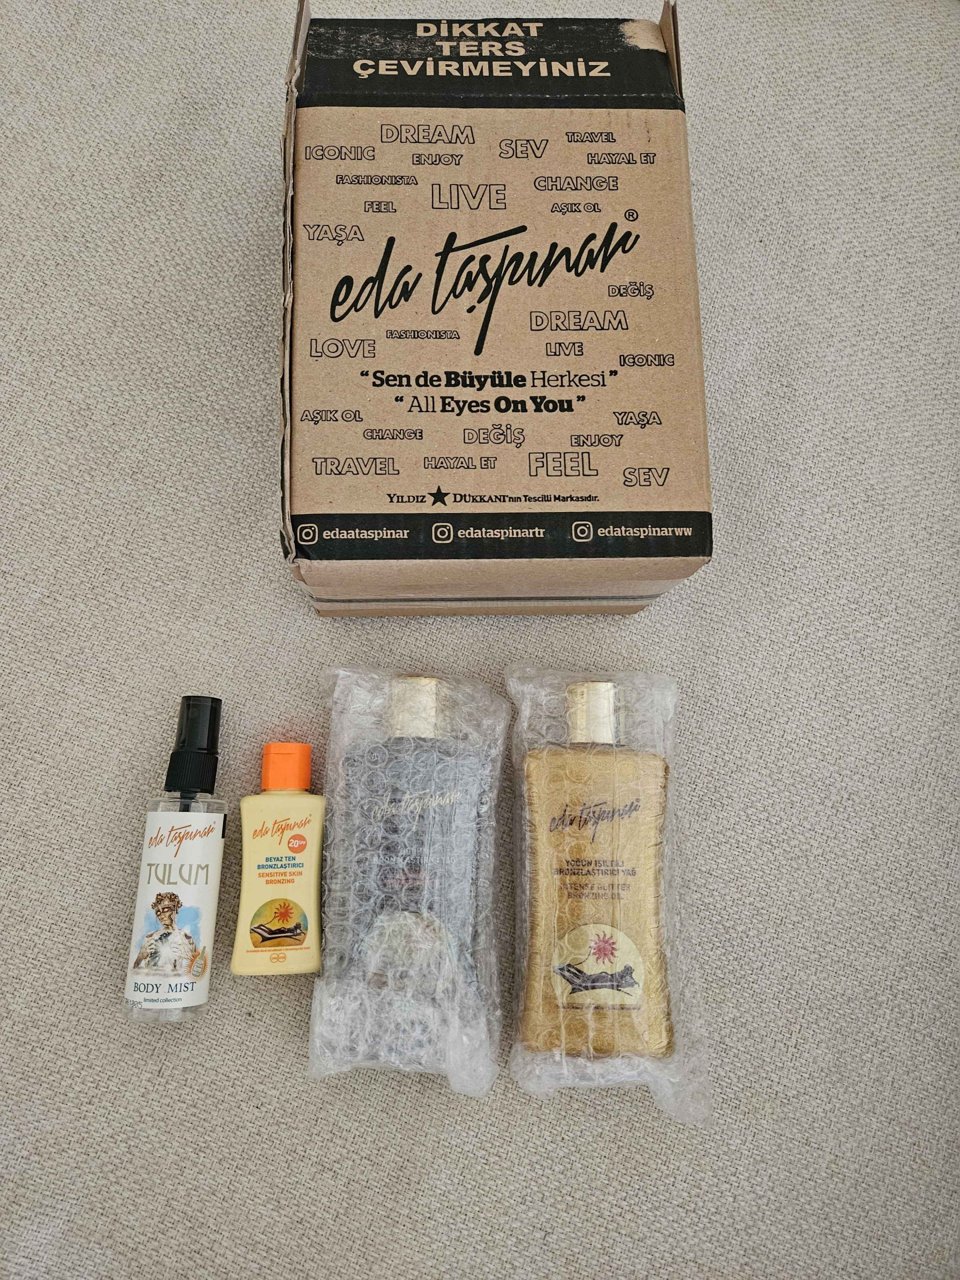 DİKKAT
TERS
ÇEVİRMEYİNİZ
DREAM
SEV
TRAVEL
ICONIC
ENJOY
HAYAL ET
FASHIONISTA
LIVE
CHANGE
FEEL
AŞIK OL
YAŞA
eda taşpınar®
DEĞİŞ
FASHIONISTA
DREAM
LOVE
LIVE
ICONIC
“Sen de Büyüle Herkesi”
“All Eyes On You”
AŞIK OL
YAŞA
CHANGE
DEĞİŞ
ENJOY
TRAVEL
HAYAL ET
FEEL
SEV
YILDIZ ★ DÜKKANI'nın Tescilli Markasıdır.
edaataspinar
edataspinartr
edaataspinarww
eda taşpınar
TULUM
BODY MIST
limited collection
eda taşpınar
20 SPF
BEYAZ TEN
BRONZLAŞTIRICI
SENSITIVE SKIN
BRONZING
eda taşpınar
eda taşpınar
YOĞUN IŞILTILI
BRONZLAŞTIRICI YAĞ
INTENSE GLITTER
BRONZING OIL